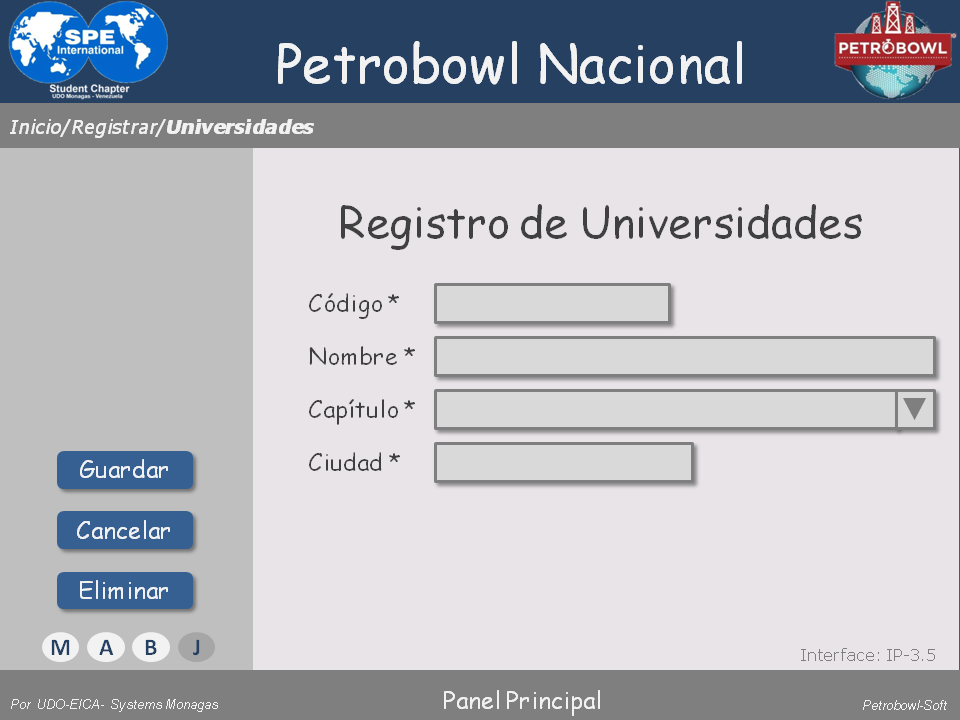 SPE
International
Student Chapter
UDO Monagas - Venezuela
Petrobowl Nacional
PETROBOWL
Inicio/Registrar/Universidades
Registro de Universidades
Código *
Nombre *
Capítulo *
Ciudad *
Guardar
Cancelar
Eliminar
M A B J
Interface: IP-3.5
Por UDO-EICA- Systems Monagas
Panel Principal
Petrobowl-Soft